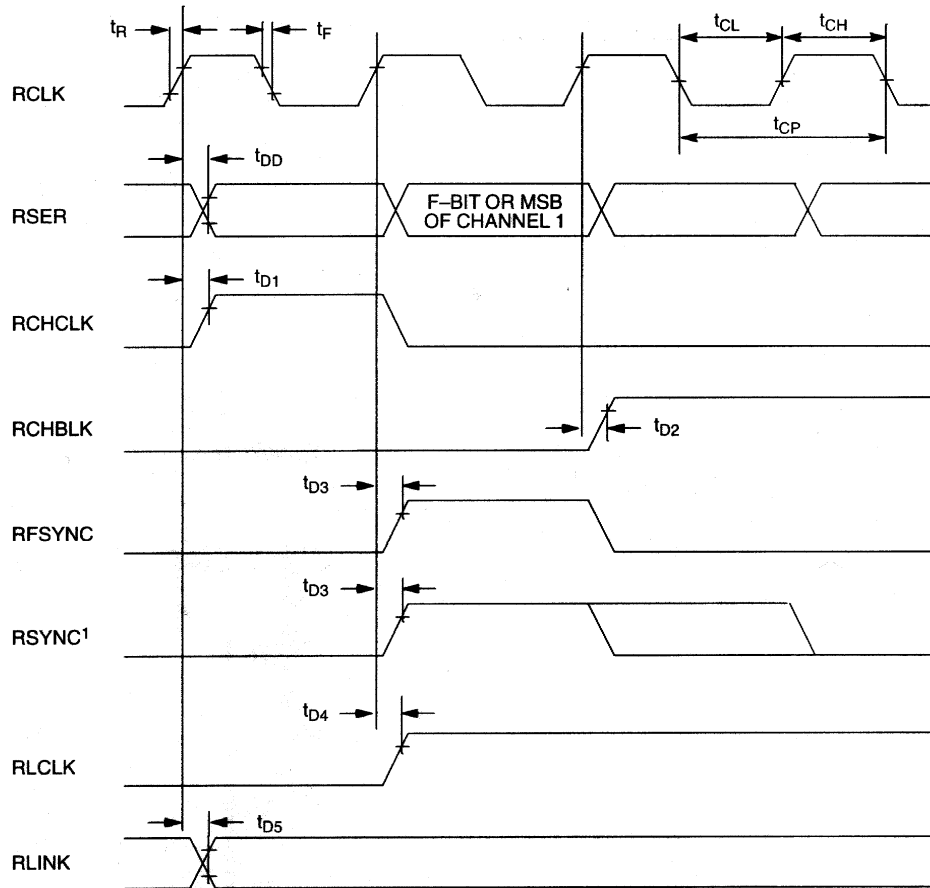 tR tF tCL tCH
RCLK
tCP
tDD
RSER F–BIT OR MSB
OF CHANNEL 1
tD1
RCHCLK
RCHBLK tD2
tD3
RFSYNC
tD3
RSYNC1
tD4
RLCLK
tD5
RLINK